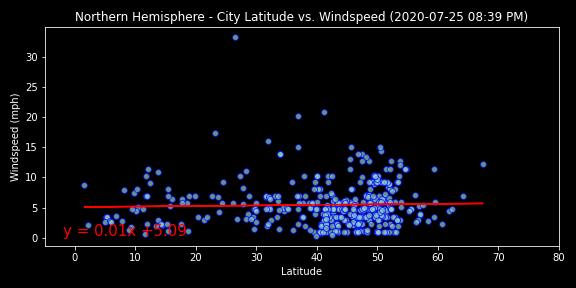 Northern Hemisphere - City Latitude vs. Windspeed (2020-07-25 08:39 PM)
Windspeed (mph)
30
25
20
15
10
5
0
y = 0.01x +5.09
0 10 20 30 40 50 60 70 80
Latitude